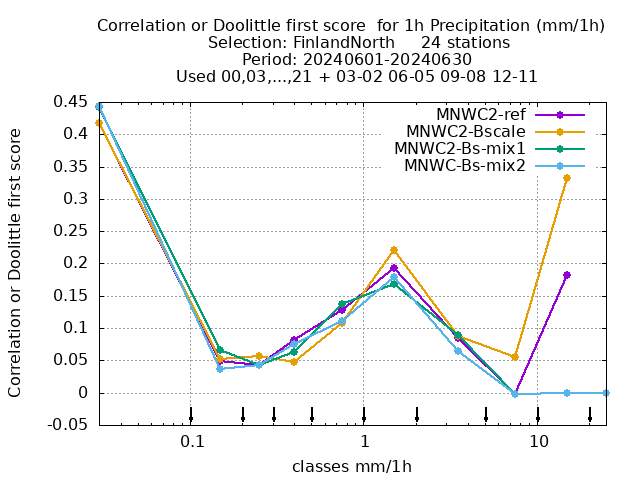 Correlation or Doolittle first score  for 1h Precipitation (mm/1h)
Selection: FinlandNorth     24 stations
Period: 20240601-20240630
Used 00,03,...,21 + 03-02 06-05 09-08 12-11
MNWC2-ref
MNWC2-Bscale
MNWC2-Bs-mix1
MNWC-Bs-mix2
Correlation or Doolittle first score
0.45
0.4
0.35
0.3
0.25
0.2
0.15
0.1
0.05
0
-0.05
0.1 1 10
classes mm/1h